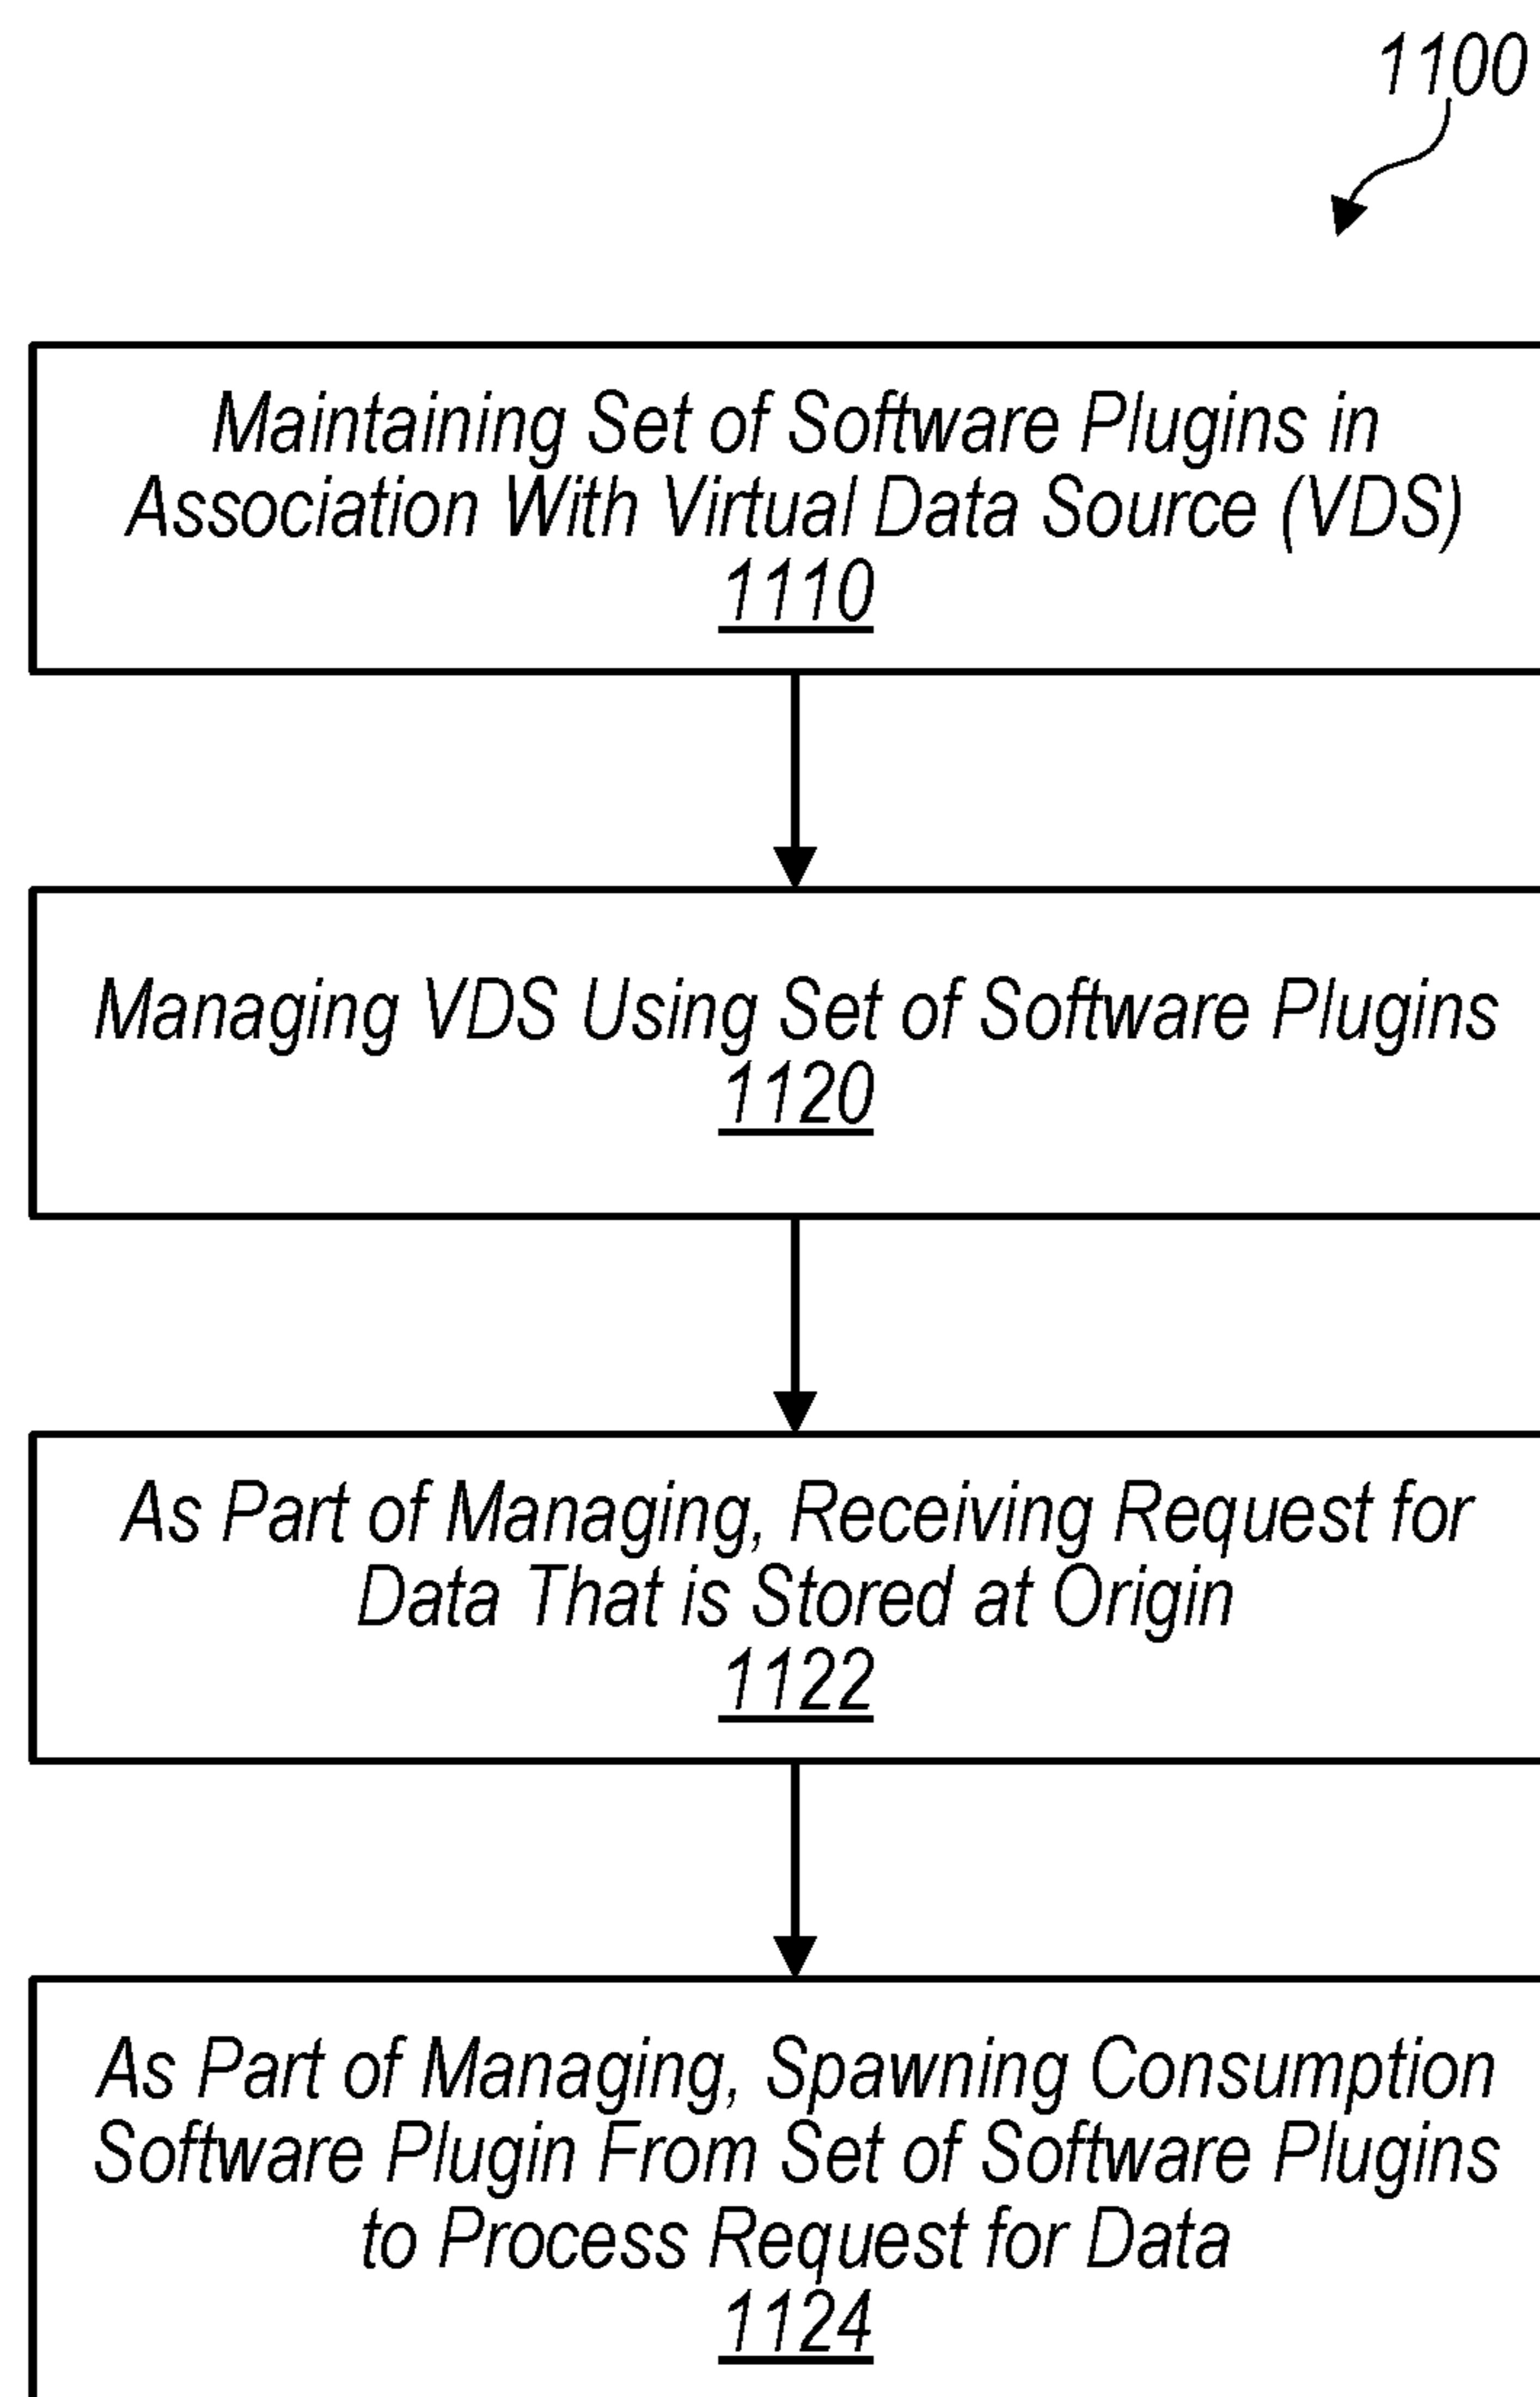 1100
Maintaining Set of Software Plugins in
Association With Virtual Data Source (VDS)
1110
Managing VDS Using Set of Software Plugins
1120
As Part of Managing, Receiving Request for
Data That is Stored at Origin
1122
As Part of Managing, Spawning Consumption
Software Plugin From Set of Software Plugins
to Process Request for Data
1124